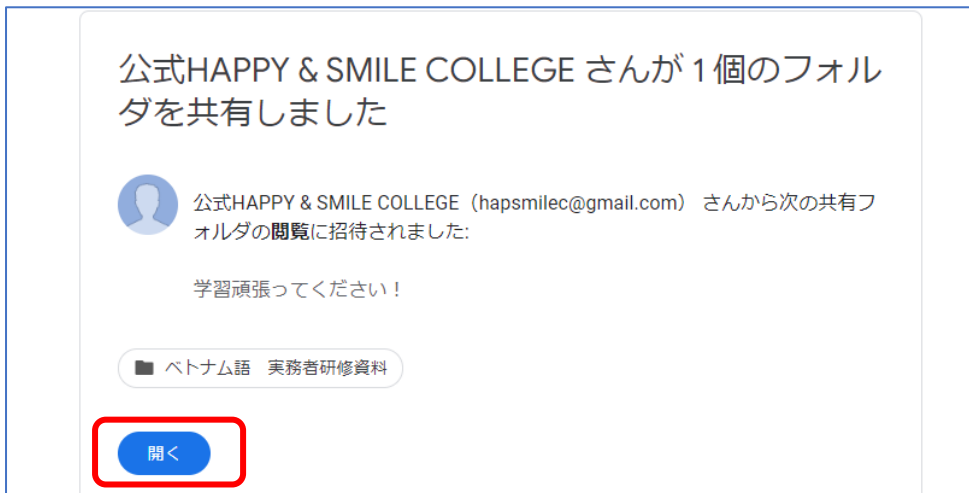 公式HAPPY & SMILE COLLEGE さんが 1 個のフォル
ダを共有しました
公式HAPPY & SMILE COLLEGE（hapsmilec@gmail.com） さんから次の共有フ
ォルダの閲覧に招待されました:
学習頑張ってください！
ベトナム語　実務者研修資料
開く